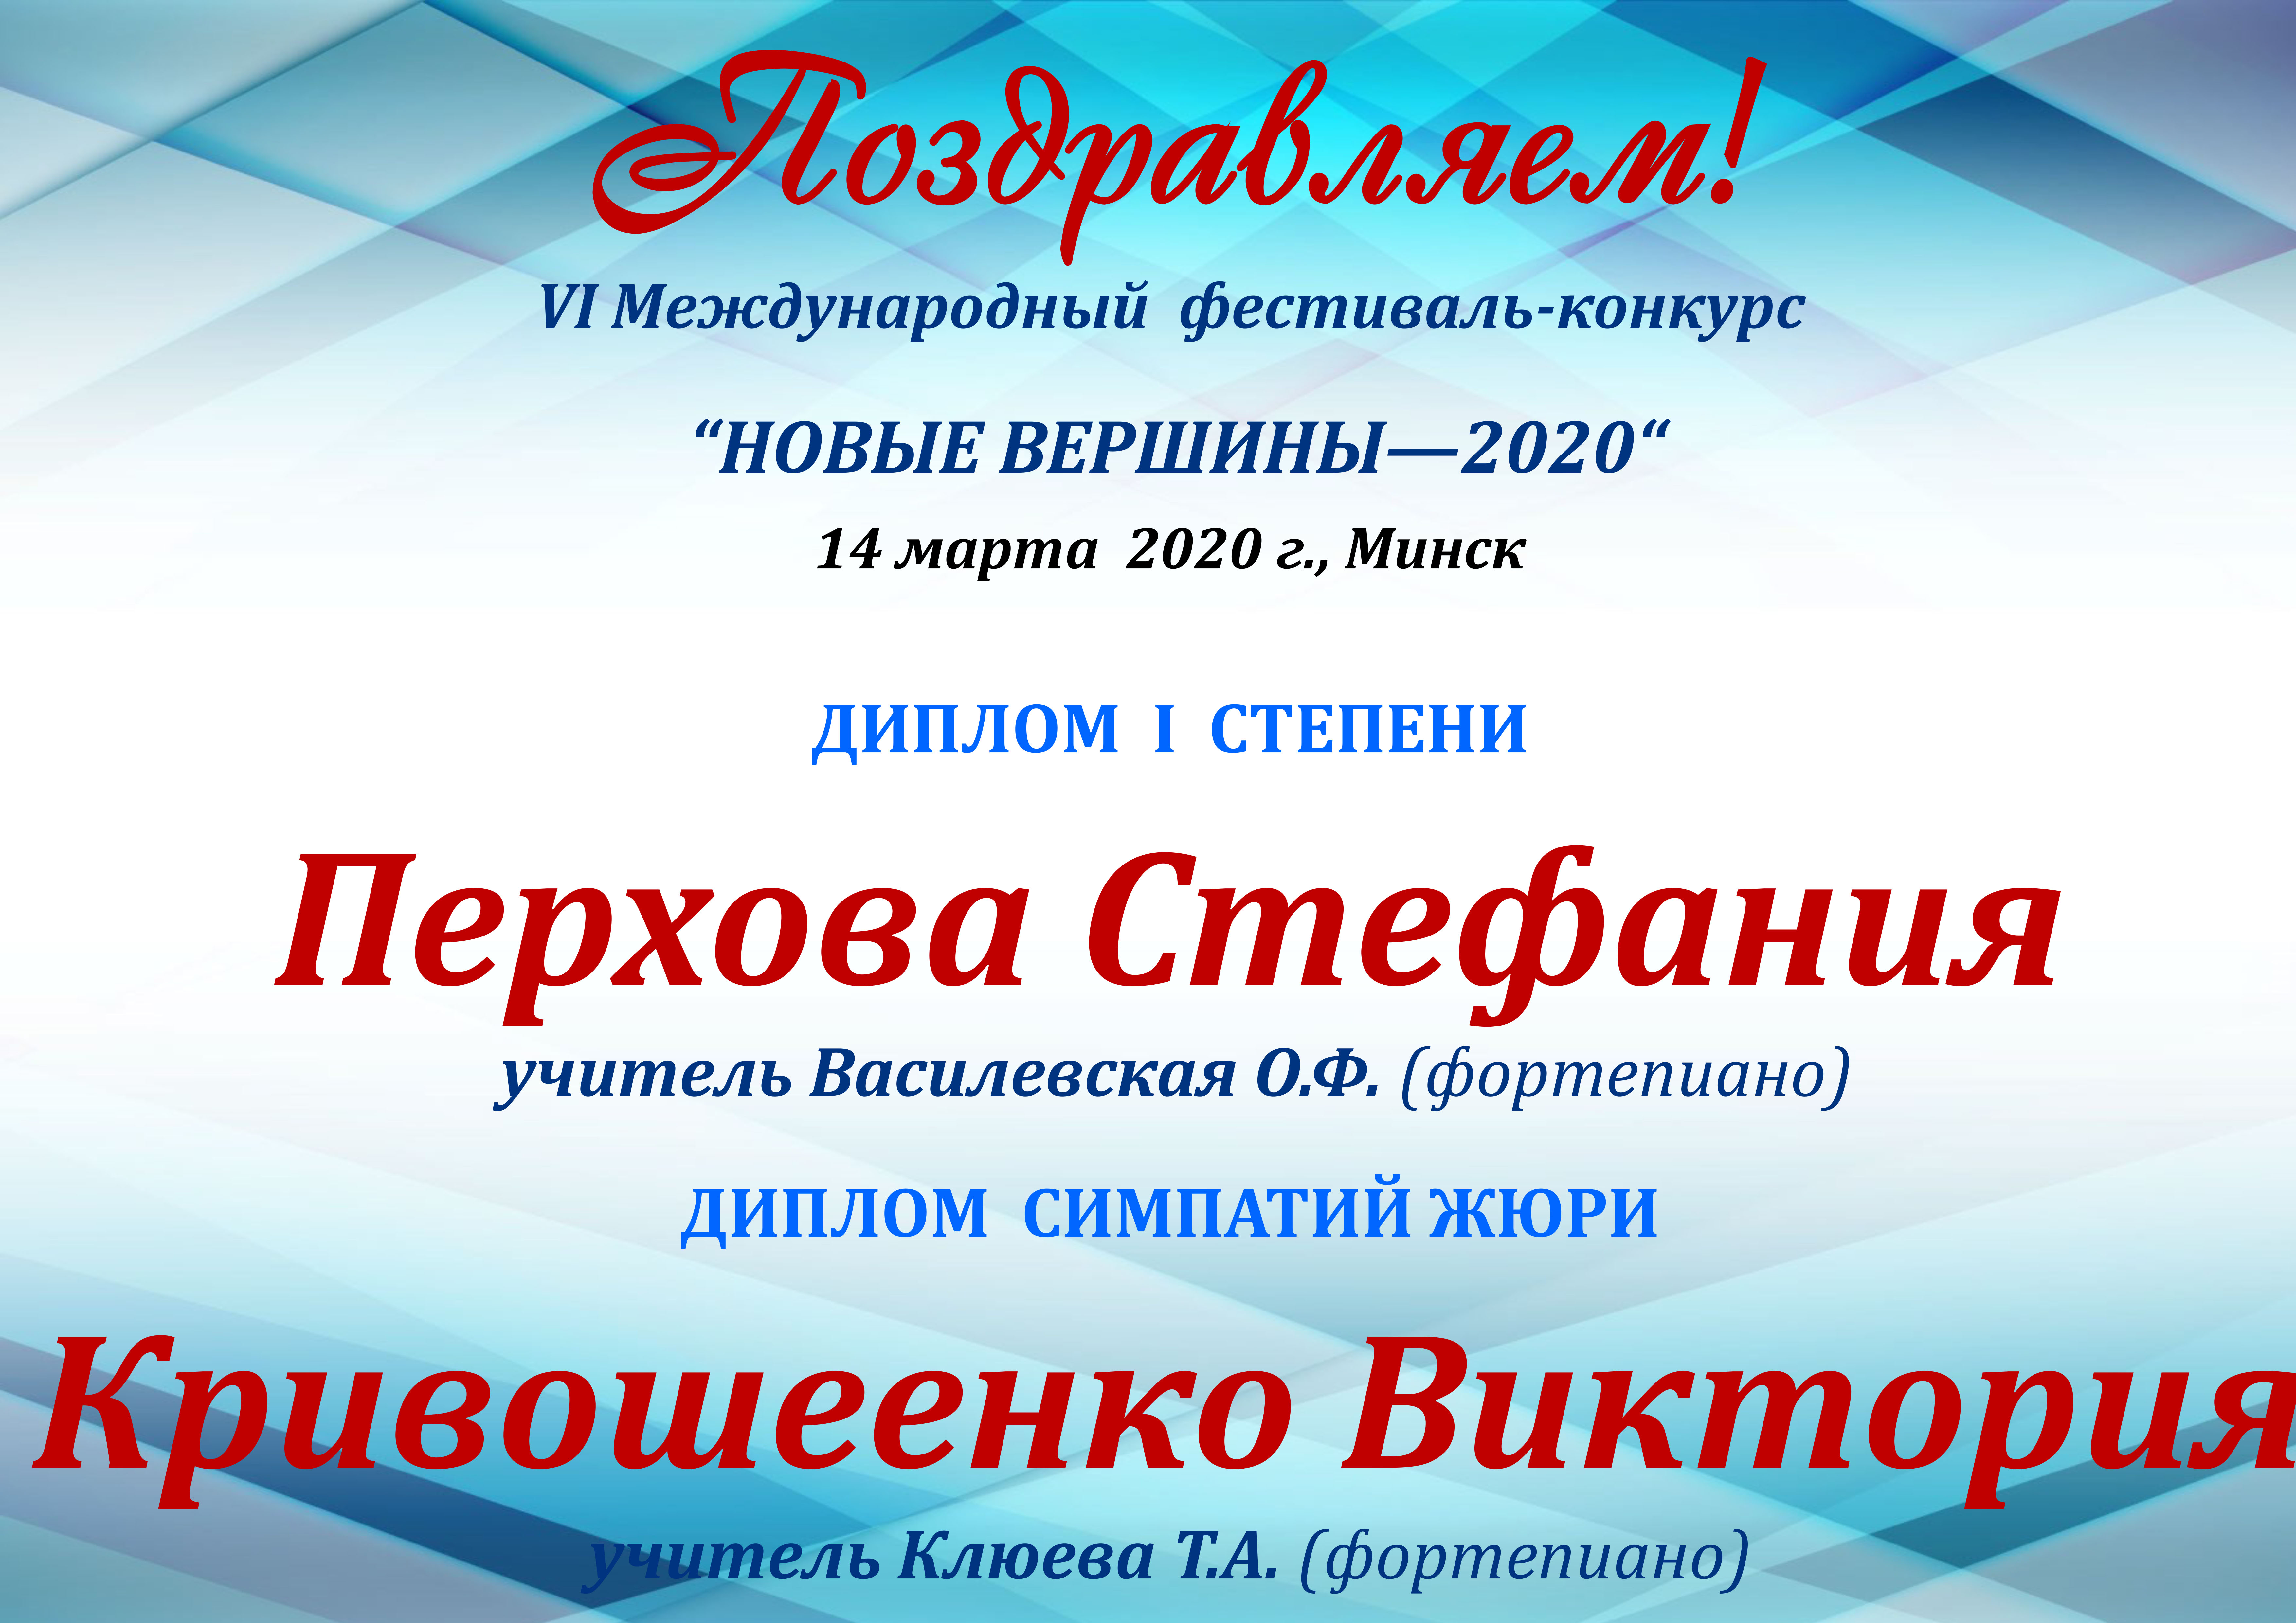 Поздравляем!
VI Международный фестиваль-конкурс
“НОВЫЕ ВЕРШИНЫ—2020“
14 марта 2020 г., Минск
ДИПЛОМ I СТЕПЕНИ
Перхова Стефания
учитель Василевская О.Ф. (фортепиано)
ДИПЛОМ СИМПАТИЙ ЖЮРИ
Кривошеенко Виктория
учитель Клюева Т.А. (фортепиано)